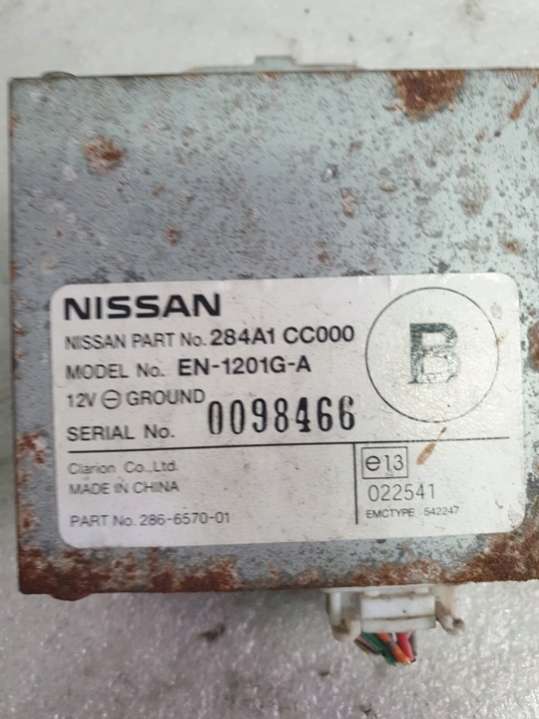 NISSAN
NISSAN PART No. 284A1 CC000
MODEL No. EN-1201G-A
12V ⊖ GROUND
SERIAL No. 0098466
B
Clarion Co., Ltd.
MADE IN CHINA
PART No. 286-6570-01
e13
022541
EMCTYPE 542247